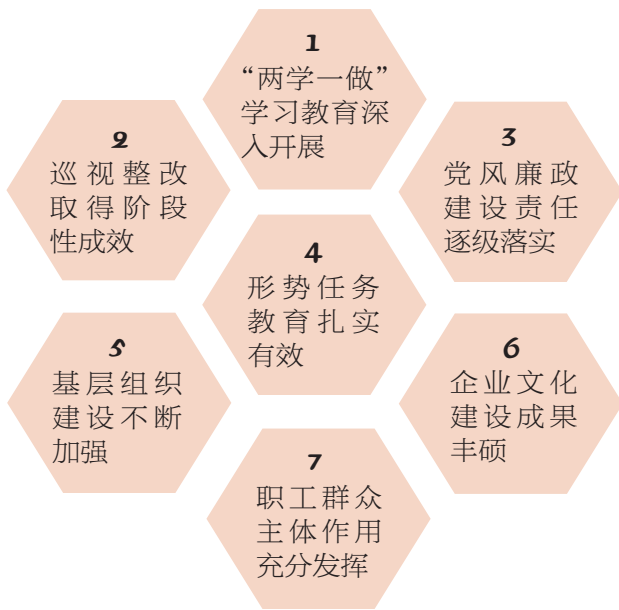 1
“两学一做”
学习教育深
入开展
2
巡视整改
取得阶段
性成效
3
党风廉政
建设责任
逐级落实
4
形势任务
教育扎实
有效
5
基层组织
建设不断
加强
6
企业文化
建设成果
丰硕
7
职工群众
主体作用
充分发挥